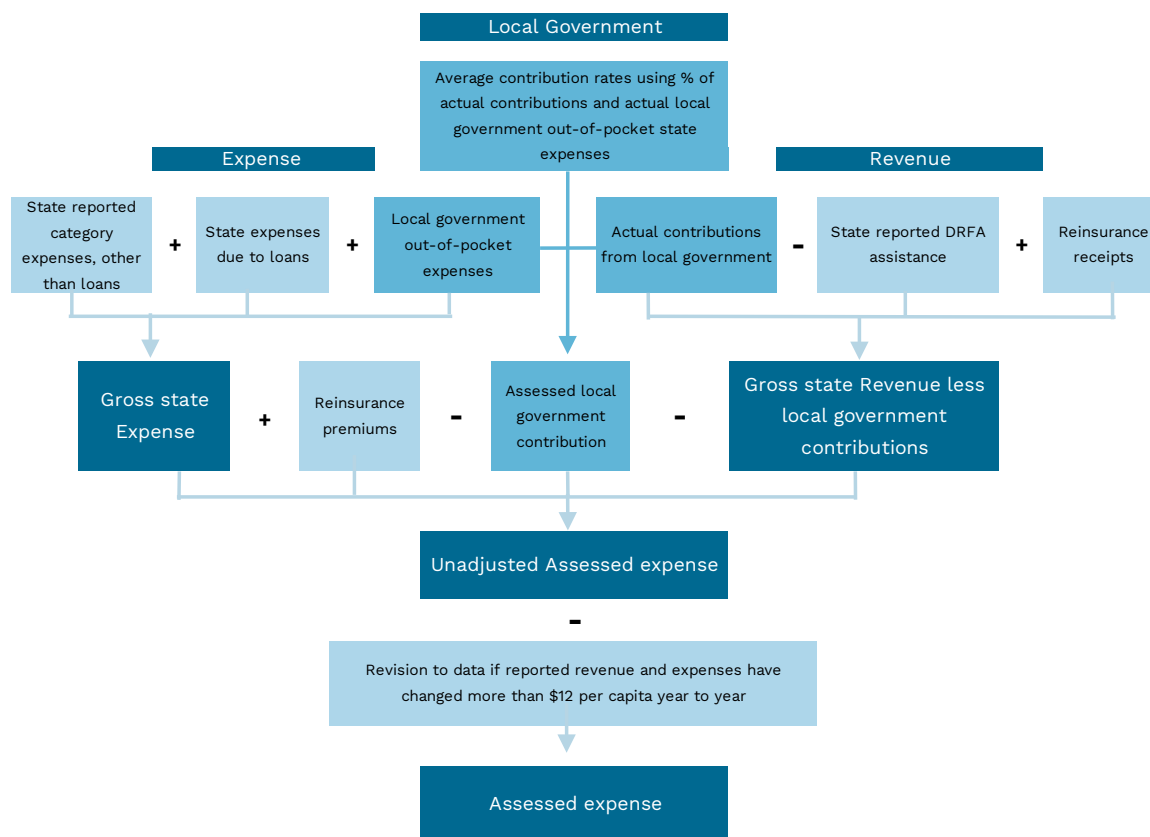 Local Government
Average contribution rates using % of
actual contributions and actual local
government out-of-pocket state
expenses
Expense
Revenue
State reported
category
expenses, other
than loans
+
State expenses
due to loans
+
Local government
out-of-pocket
expenses
Actual contributions
from local government
-
State reported DRFA
assistance
+
Reinsurance
receipts
Gross state
Expense
+
Reinsurance
premiums
-
Assessed local
government
contribution
-
Gross state Revenue less
local government
contributions
Unadjusted Assessed expense
-
Revision to data if reported revenue and expenses have
changed more than $12 per capita year to year
Assessed expense